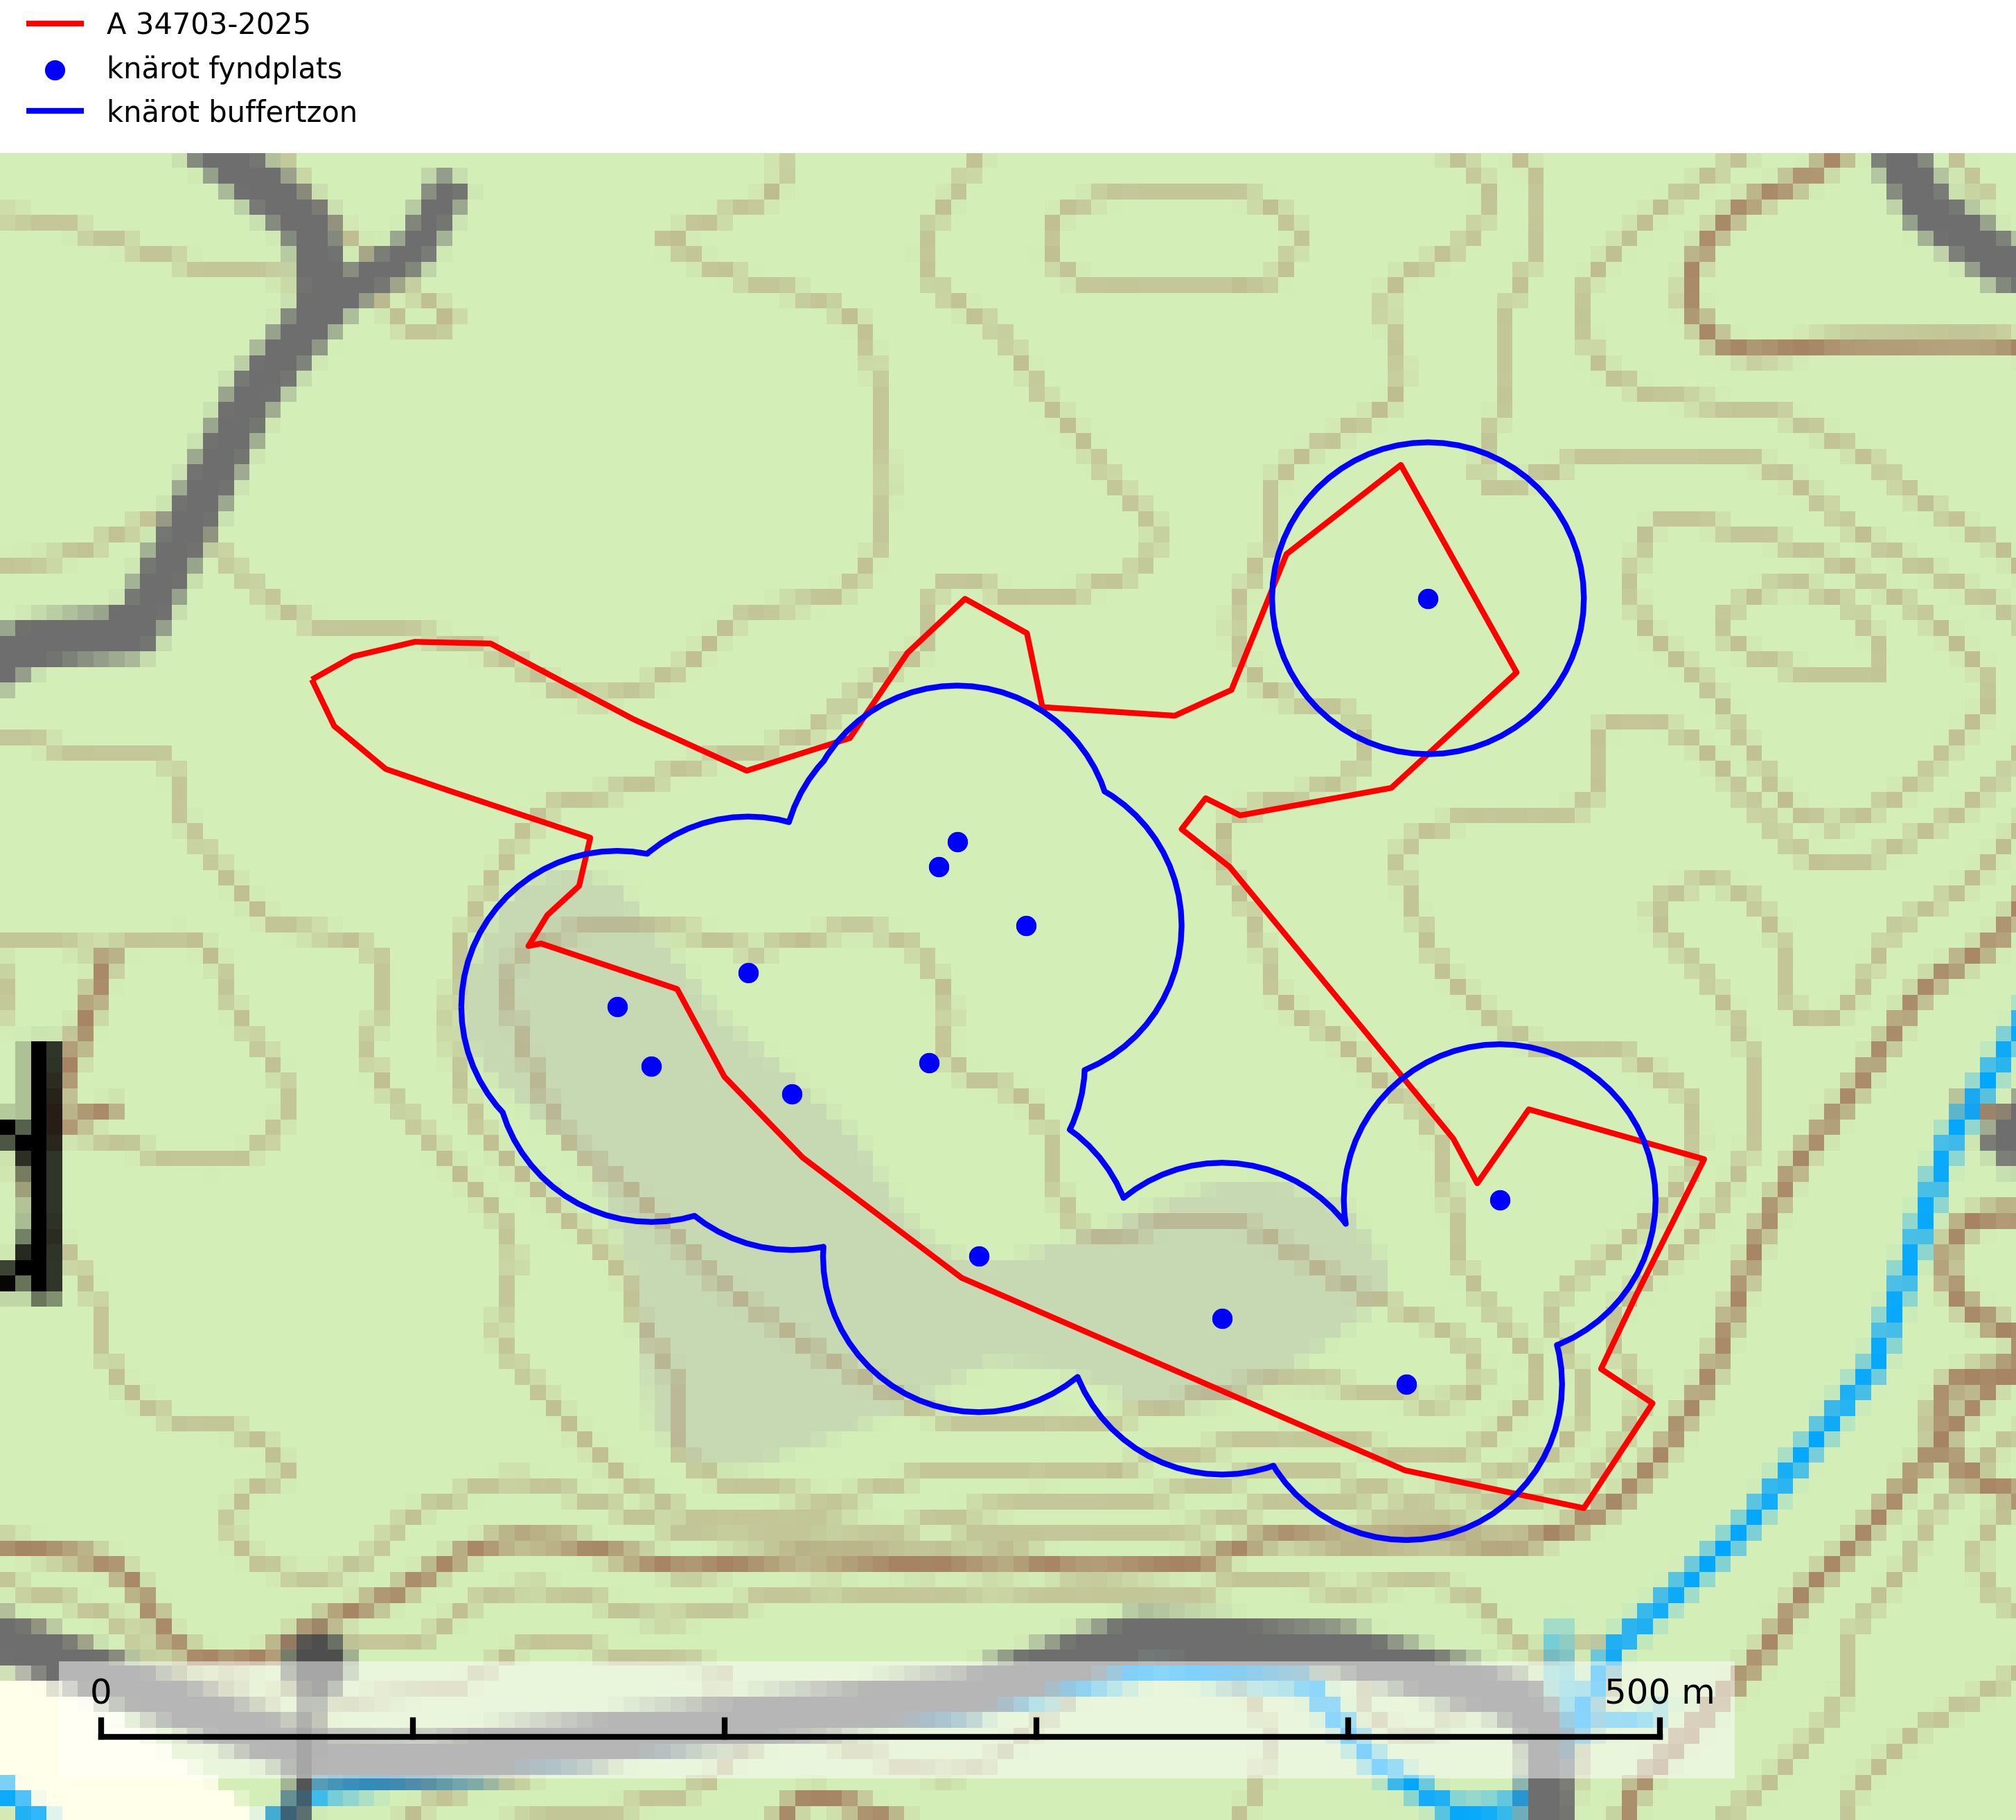 A 34703-2025
knärot fyndplats
knärot buffertzon
0 500 m